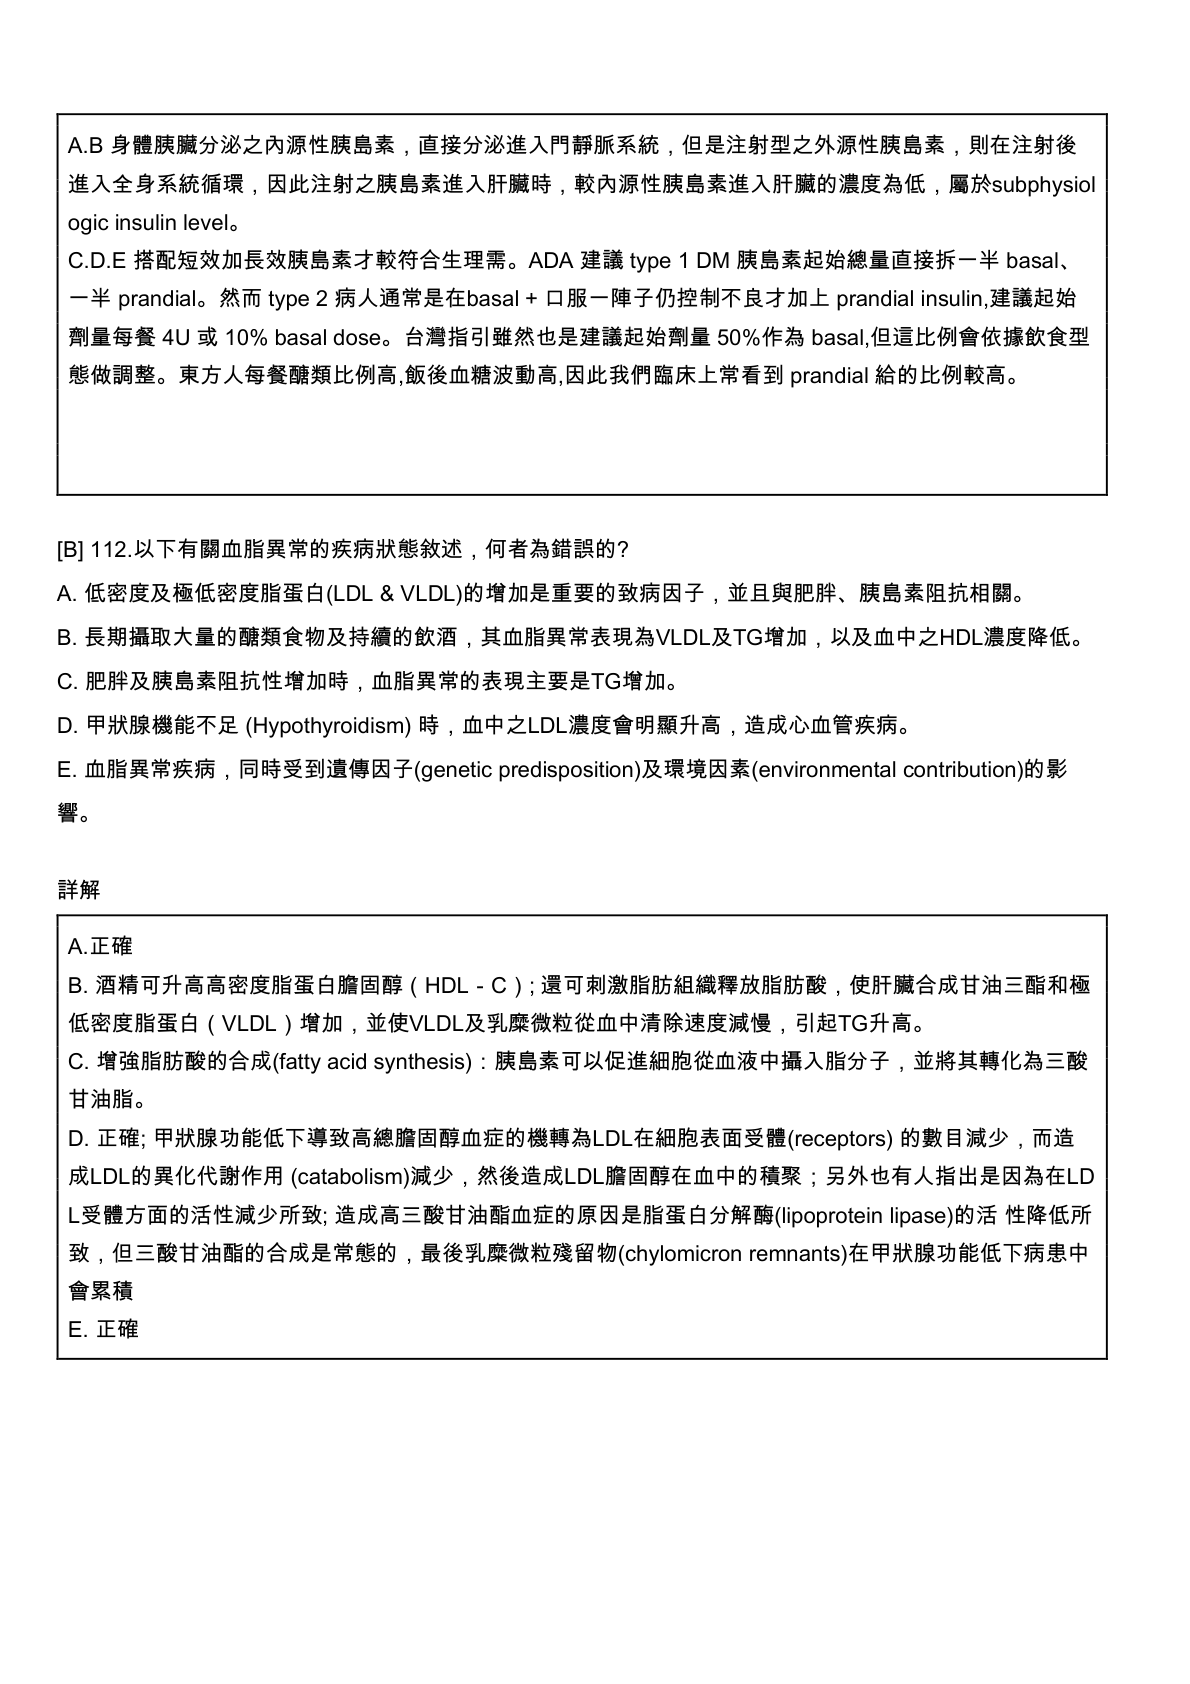 A.B 身體胰臟分泌之內源性胰島素，直接分泌進入門靜脈系統，但是注射型之外源性胰島素，則在注射後
進入全身系統循環，因此注射之胰島素進入肝臟時，較內源性胰島素進入肝臟的濃度為低，屬於subphysiol
ogic insulin level。
C.D.E 搭配短效加長效胰島素才較符合生理需。ADA 建議 type 1 DM 胰島素起始總量直接拆一半 basal、
一半 prandial。然而 type 2 病人通常是在basal + 口服一陣子仍控制不良才加上 prandial insulin,建議起始
劑量每餐 4U 或 10% basal dose。台灣指引雖然也是建議起始劑量 50%作為 basal,但這比例會依據飲食型
態做調整。東方人每餐醣類比例高,飯後血糖波動高,因此我們臨床上常看到 prandial 給的比例較高。
[B] 112.以下有關血脂異常的疾病狀態敘述，何者為錯誤的?
A. 低密度及極低密度脂蛋白(LDL & VLDL)的增加是重要的致病因子，並且與肥胖、胰島素阻抗相關。
B. 長期攝取大量的醣類食物及持續的飲酒，其血脂異常表現為VLDL及TG增加，以及血中之HDL濃度降低。
C. 肥胖及胰島素阻抗性增加時，血脂異常的表現主要是TG增加。
D. 甲狀腺機能不足 (Hypothyroidism) 時，血中之LDL濃度會明顯升高，造成心血管疾病。
E. 血脂異常疾病，同時受到遺傳因子(genetic predisposition)及環境因素(environmental contribution)的影
響。
詳解
A.正確
B. 酒精可升高高密度脂蛋白膽固醇（HDL - C）; 還可刺激脂肪組織釋放脂肪酸，使肝臟合成甘油三酯和極
低密度脂蛋白（VLDL）增加，並使VLDL及乳糜微粒從血中清除速度減慢，引起TG升高。
C. 增強脂肪酸的合成(fatty acid synthesis)：胰島素可以促進細胞從血液中攝入脂分子，並將其轉化為三酸
甘油脂。
D. 正確; 甲狀腺功能低下導致高總膽固醇血症的機轉為LDL在細胞表面受體(receptors) 的數目減少，而造
成LDL的異化代謝作用 (catabolism)減少，然後造成LDL膽固醇在血中的積聚；另外也有人指出是因為在LD
L受體方面的活性減少所致; 造成高三酸甘油酯血症的原因是脂蛋白分解酶(lipoprotein lipase)的活 性降低所
致，但三酸甘油酯的合成是常態的，最後乳糜微粒殘留物(chylomicron remnants)在甲狀腺功能低下病患中
會累積
E. 正確